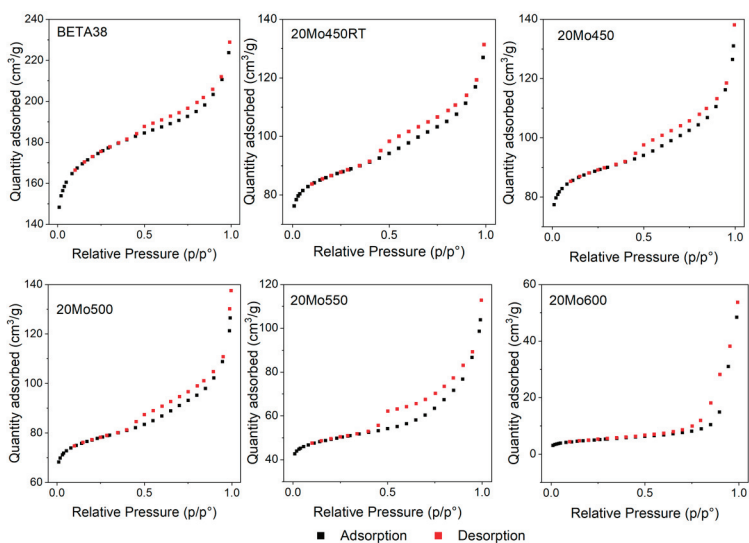 BETA38
20Mo450RT
20Mo450
Quantity adsorbed (cm³/g)
240
220
200
180
160
140
0.0 0.5 1.0
Relative Pressure (p/p°)
Quantity adsorbed (cm³/g)
140
120
100
80
0.0 0.5 1.0
Relative Pressure (p/p°)
Quantity adsorbed (cm³/g)
140
120
100
80
0.0 0.5 1.0
Relative Pressure (p/p°)
20Mo500
20Mo550
20Mo600
Quantity adsorbed (cm³/g)
140
120
100
80
60
0.0 0.5 1.0
Relative Pressure (p/p°)
Quantity adsorbed (cm³/g)
120
100
80
60
40
0.0 0.5 1.0
Relative Pressure (p/p°)
Quantity adsorbed (cm³/g)
60
40
20
0
0.0 0.5 1.0
Relative Pressure (p/p°)
Adsorption Desorption